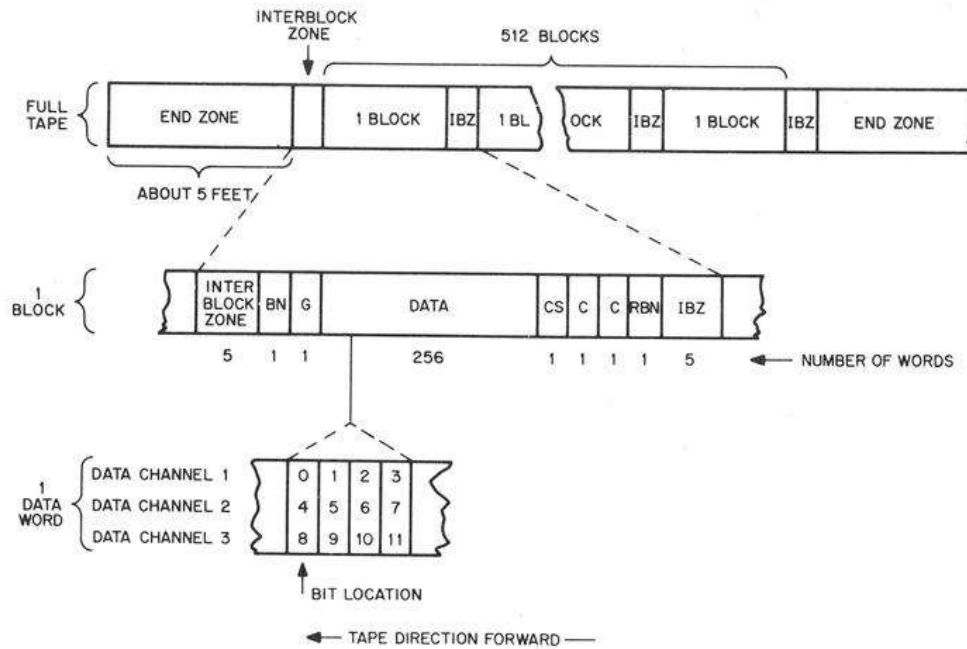 INTERBLOCK
ZONE
512 BLOCKS
FULL
TAPE
END ZONE
1 BLOCK
IBZ
1 BL
OCK
IBZ
1 BLOCK
IBZ
END ZONE
ABOUT 5 FEET
1
BLOCK
INTER
BLOCK
ZONE
BN
G
DATA
CS
C
C
RBN
IBZ
5 1 1 256 1 1 1 1 5
NUMBER OF WORDS
1
DATA
WORD
DATA CHANNEL 1 0 1 2 3
DATA CHANNEL 2 4 5 6 7
DATA CHANNEL 3 8 9 10 11
BIT LOCATION
TAPE DIRECTION FORWARD